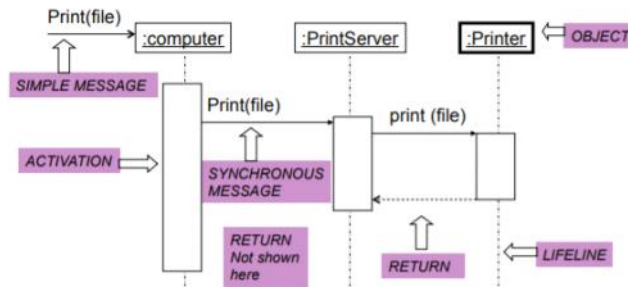 Print(file)
:computer
:PrintServer
:Printer
OBJECT
SIMPLE MESSAGE
Print(file)
print (file)
ACTIVATION
SYNCHRONOUS
MESSAGE
RETURN
Not shown
here
RETURN
LIFELINE